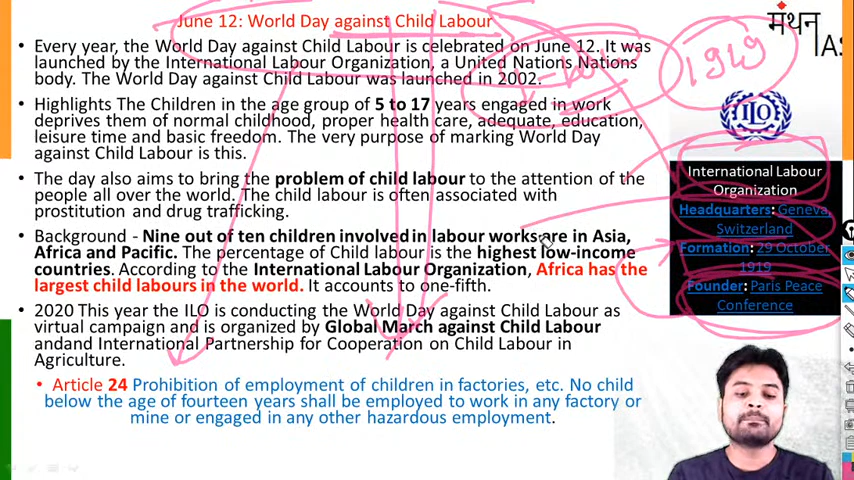 June 12: World Day against Child Labour
• Every year, the World Day against Child Labour is celebrated on June 12. It was
launched by the International Labour Organization, a United Nations Nations
body. The World Day against Child Labour was launched in 2002.
• Highlights The Children in the age group of 5 to 17 years engaged in work
deprives them of normal childhood, proper health care, adequate, education,
leisure time and basic freedom. The very purpose of marking World Day
against Child Labour is this.
• The day also aims to bring the problem of child labour to the attention of the
people all over the world. The child labour is often associated with
prostitution and drug trafficking.
• Background - Nine out of ten children involved in labour works are in Asia,
Africa and Pacific. The percentage of Child labour is the highest low-income
countries. According to the International Labour Organization, Africa has the
largest child labours in the world. It accounts to one-fifth.
• 2020 This year the ILO is conducting the World Day against Child Labour as
virtual campaign and is organized by Global March against Child Labour
andand International Partnership for Cooperation on Child Labour in
Agriculture.
• Article 24 Prohibition of employment of children in factories, etc. No child
below the age of fourteen years shall be employed to work in any factory or
mine or engaged in any other hazardous employment.
मंथन
IAS
1919
ILO
International Labour
Organization
Headquarters: Geneva,
Switzerland
Formation: 29 October
1919
Founder: Paris Peace
Conference